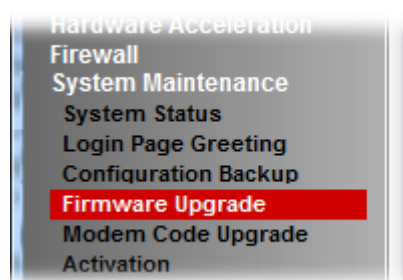 Hardware Acceleration
Firewall
System Maintenance
System Status
Login Page Greeting
Configuration Backup
Firmware Upgrade
Modem Code Upgrade
Activation